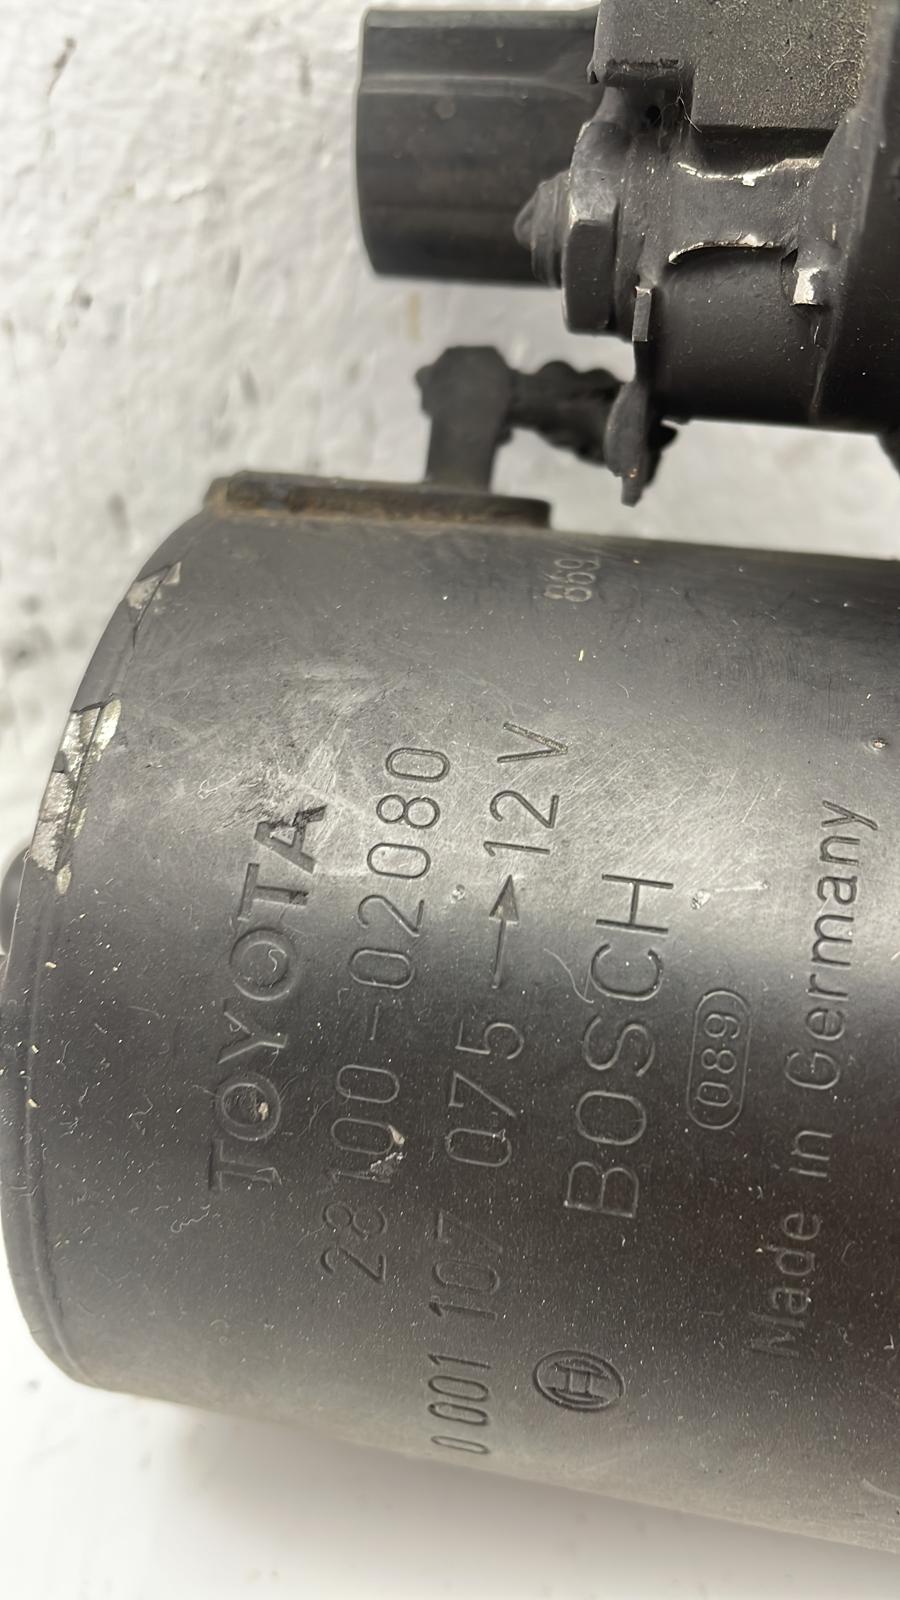 TOYOTA
28100-02080
0 001 107 075 → 12V
BOSCH
089
Made in Germany